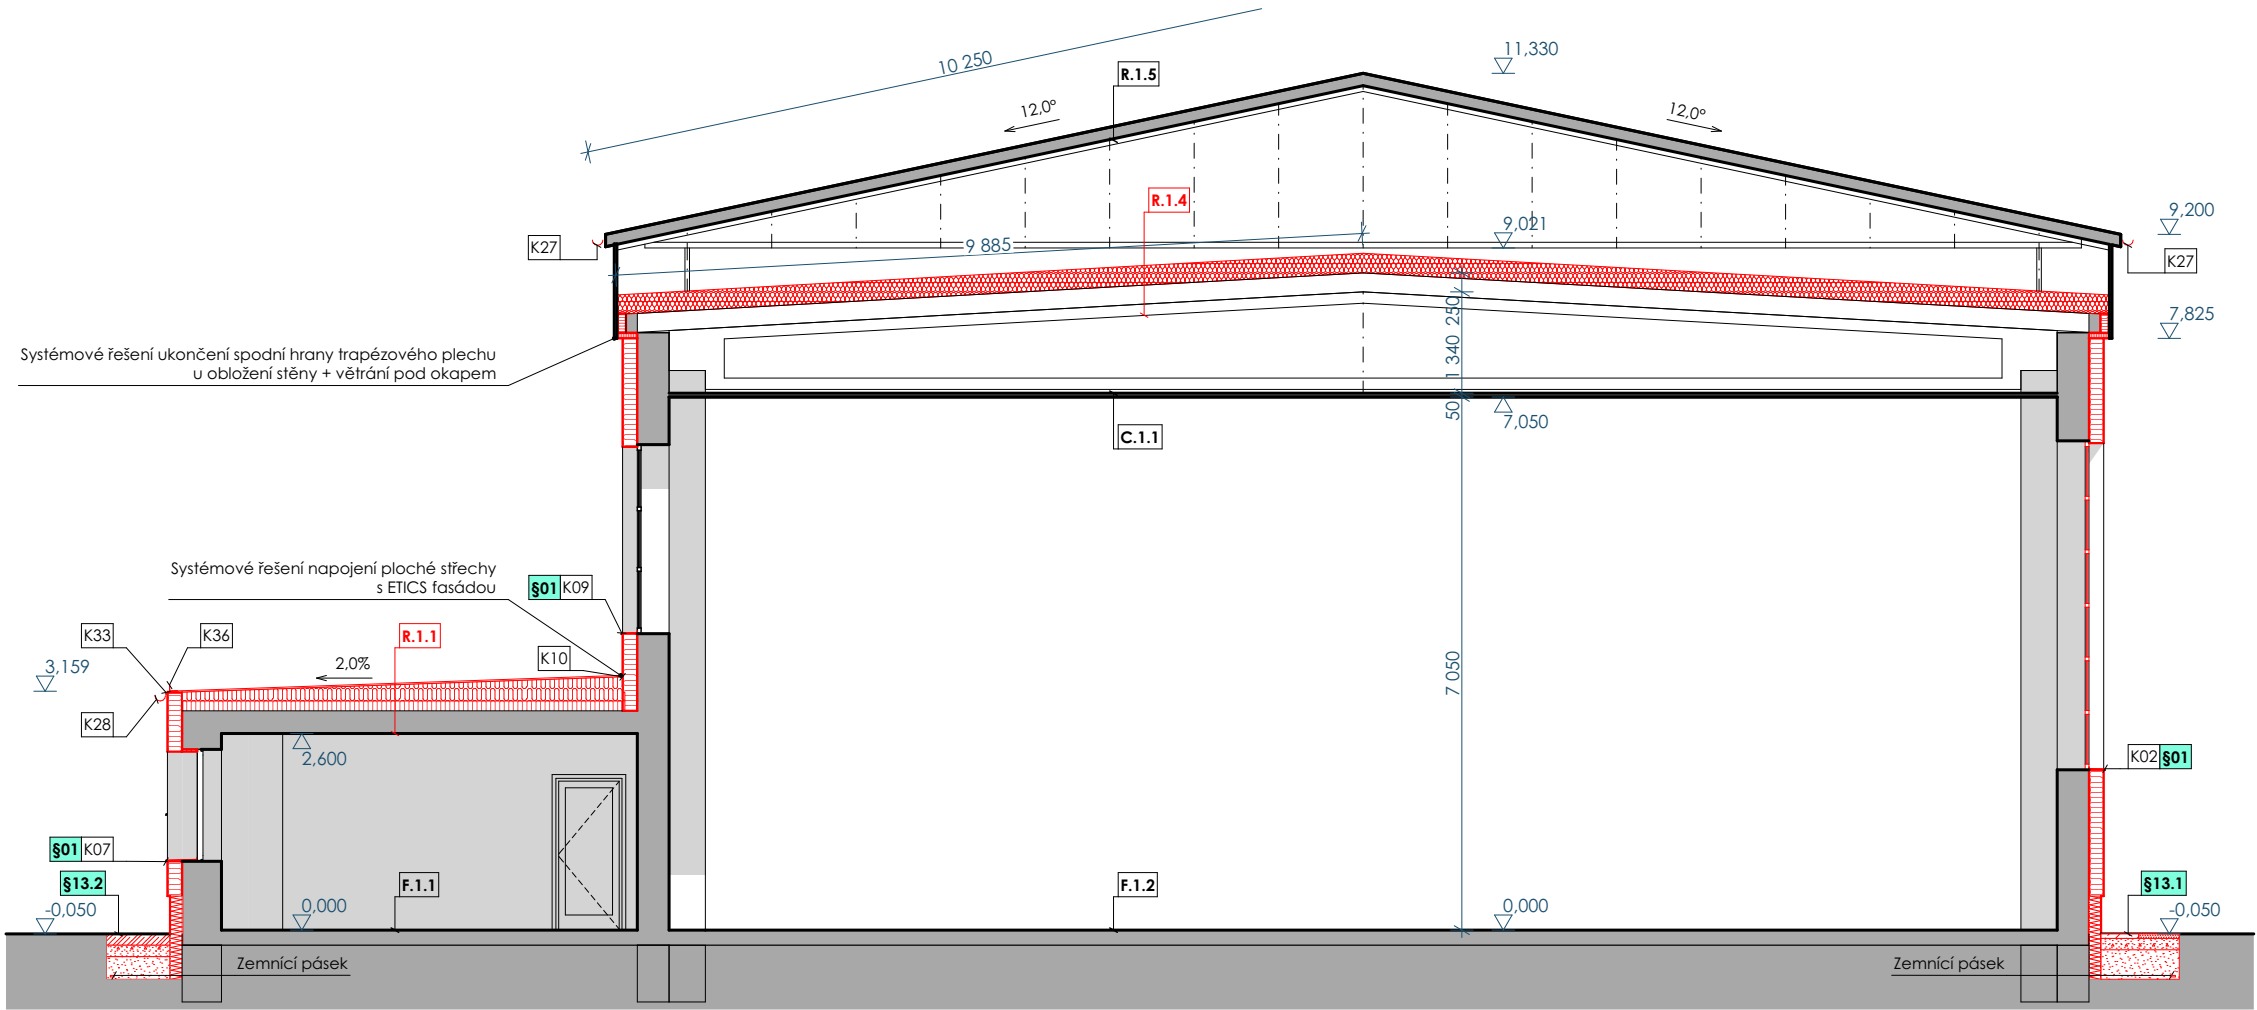 10 250
11,330
R.1.5
12,0°
12,0°
R.1.4
9,200
9,021
K27
9 885
K27
250
7,825
1 340
Systémové řešení ukončení spodní hrany trapézového plechu
u obložení stěny + větrání pod okapem
50
7,050
C.1.1
Systémové řešení napojení ploché střechy
s ETICS fasádou
§01 K09
K33
K36
R.1.1
K10
2,0%
3,159
7 050
K28
2,600
K02 §01
§01 K07
§13.2
F.1.1
F.1.2
§13.1
-0,050
0,000
0,000
-0,050
Zemnící pásek
Zemnící pásek